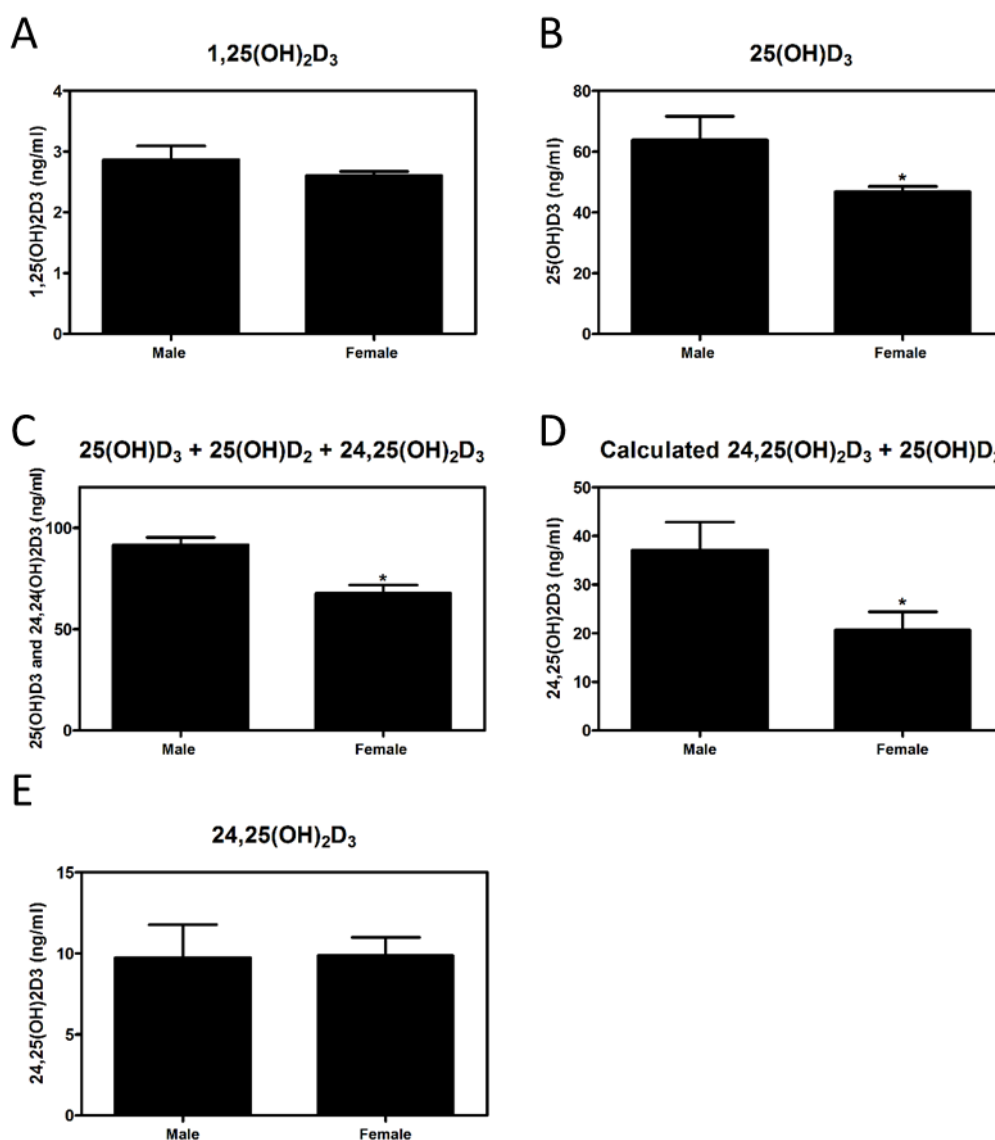 A
1,25(OH)₂D₃
1,25(OH)2D3 (ng/ml)
4
3
2
1
0
Male Female
B
25(OH)D₃
25(OH)D3 (ng/ml)
80
60
40
20
0
*
Male Female
C
25(OH)D₃ + 25(OH)D₂ + 24,25(OH)₂D₃
25(OH)D3 and 24,24(OH)2D3 (ng/ml)
100
50
0
*
Male Female
D
Calculated 24,25(OH)₂D₃ + 25(OH)D₂
24,25(OH)2D3 (ng/ml)
50
40
30
20
10
0
*
Male Female
E
24,25(OH)₂D₃
24,25(OH)2D3 (ng/ml)
15
10
5
0
Male Female